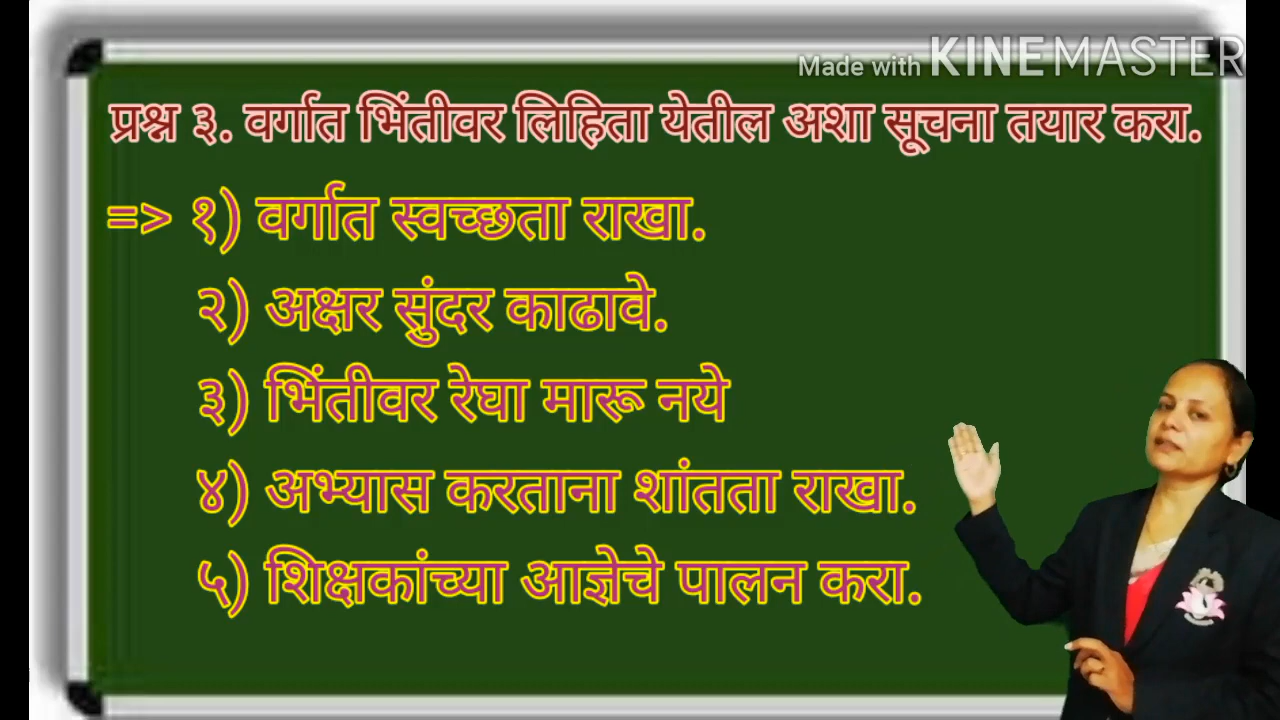 Made with KINEMASTER
प्रश्न ३. वर्गात भिंतीवर लिहिता येतील अशा सूचना तयार करा.
=> १) वर्गात स्वच्छता राखा.
२) अक्षर सुंदर काढावे.
३) भिंतीवर रेघा मारू नये
४) अभ्यास करताना शांतता राखा.
५) शिक्षकांच्या आज्ञेचे पालन करा.